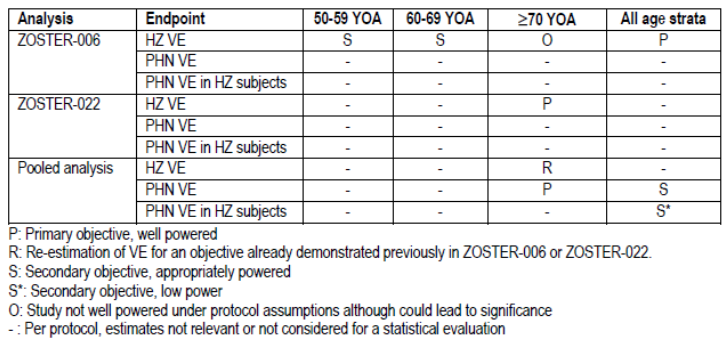 Analysis Endpoint 50-59 YOA 60-69 YOA ≥70 YOA All age strata
ZOSTER-006 HZ VE S S O P
PHN VE - - - -
PHN VE in HZ subjects - - - -
ZOSTER-022 HZ VE - - P -
PHN VE - - - -
PHN VE in HZ subjects - - - -
Pooled analysis HZ VE - - R -
PHN VE - - P S
PHN VE in HZ subjects - - - S*
P: Primary objective, well powered
R: Re-estimation of VE for an objective already demonstrated previously in ZOSTER-006 or ZOSTER-022.
S: Secondary objective, appropriately powered
S*: Secondary objective, low power
O: Study not well powered under protocol assumptions although could lead to significance
- : Per protocol, estimates not relevant or not considered for a statistical evaluation